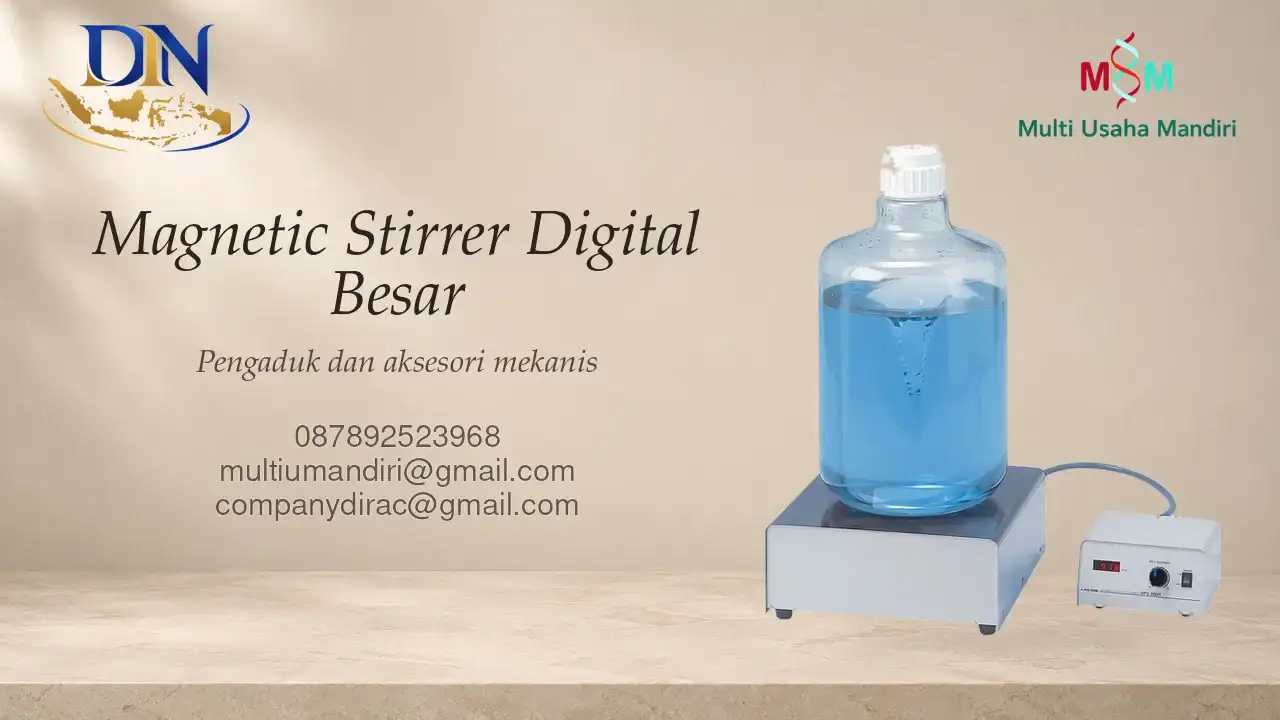 DN
M M
Multi Usaha Mandiri
Magnetic Stirrer Digital
Besar
Pengaduk dan aksesori mekanis
087892523968
multiumandiri@gmail.com
companydirac@gmail.com